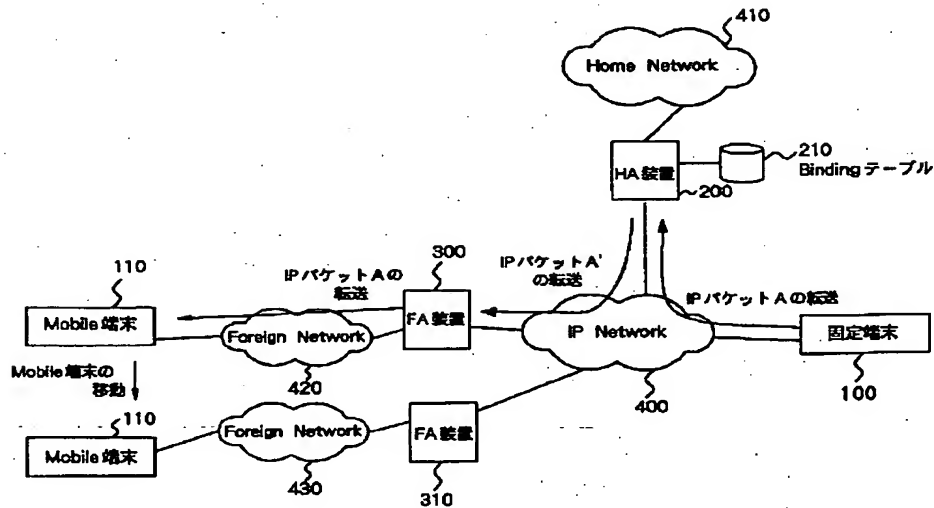 410
Home Network
210
Bindingテーブル
HA装置
200
300
IPパケットA'
の転送
110
IPパケットAの
転送
IPパケットAの転送
Mobile端末
Foreign Network
FA装置
IP Network
固定端末
Mobile端末の
移動
420
400
100
110
Foreign Network
FA装置
Mobile端末
430
310